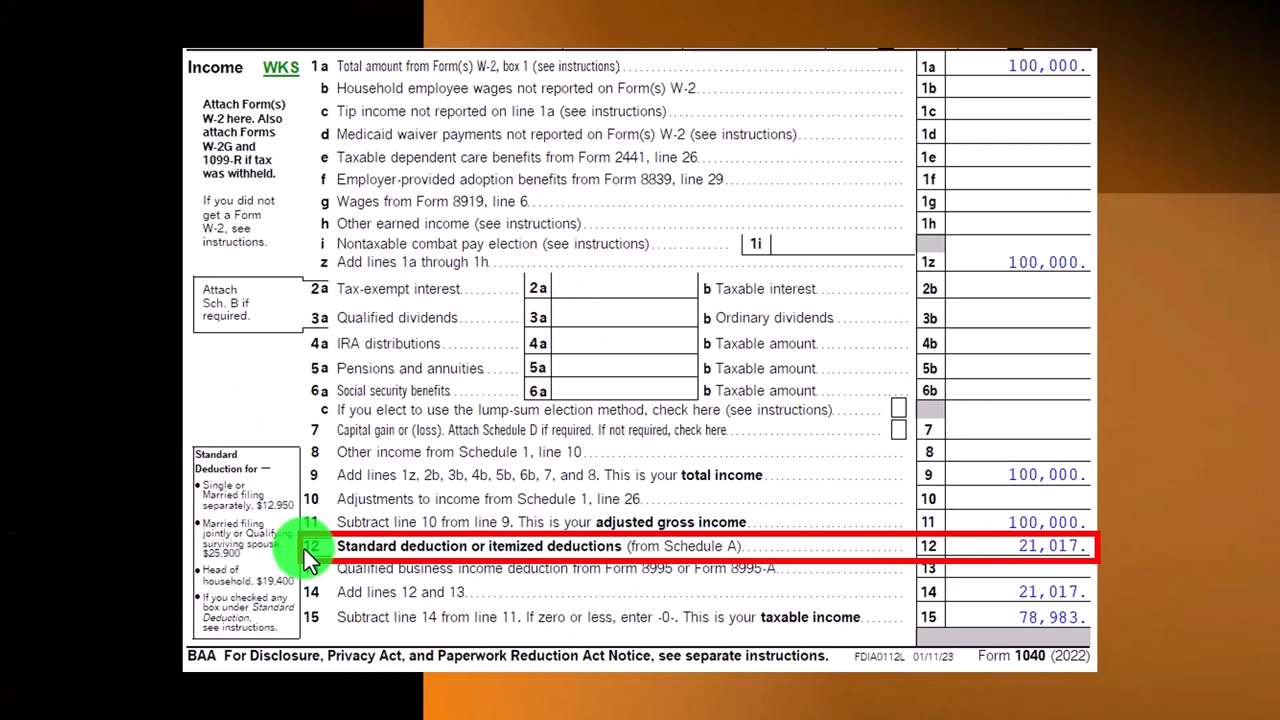 Income WKS 1a Total amount from Form(s) W-2, box 1 (see instructions) 1a 100,000.
b Household employee wages not reported on Form(s) W-2 1b
Attach Form(s) W-2 here. Also attach Forms W-2G and 1099-R if tax was withheld.
c Tip income not reported on line 1a (see instructions) 1c
d Medicaid waiver payments not reported on Form(s) W-2 (see instructions) 1d
e Taxable dependent care benefits from Form 2441, line 26 1e
f Employer-provided adoption benefits from Form 8839, line 29 1f
If you did not get a Form W-2, see instructions.
g Wages from Form 8919, line 6 1g
h Other earned income (see instructions) 1h
i Nontaxable combat pay election (see instructions) 1i
z Add lines 1a through 1h 1z 100,000.
Attach Sch. B if required.
2a Tax-exempt interest 2a b Taxable interest 2b
3a Qualified dividends 3a b Ordinary dividends 3b
4a IRA distributions 4a b Taxable amount 4b
5a Pensions and annuities 5a b Taxable amount 5b
6a Social security benefits 6a b Taxable amount 6b
c If you elect to use the lump-sum election method, check here (see instructions)
7 Capital gain or (loss). Attach Schedule D if required. If not required, check here 7
8 Other income from Schedule 1, line 10 8
9 Add lines 1z, 2b, 3b, 4b, 5b, 6b, 7, and 8. This is your total income 9 100,000.
10 Adjustments to income from Schedule 1, line 26 10
11 Subtract line 10 from line 9. This is your adjusted gross income 11 100,000.
12 Standard deduction or itemized deductions (from Schedule A) 12 21,017.
Qualified business income deduction from Form 8995 or Form 8995-A 13
14 Add lines 12 and 13 14 21,017.
15 Subtract line 14 from line 11. If zero or less, enter -0-. This is your taxable income 15 78,983.
Standard
Deduction for —
• Single or
Married filing
separately, $12,950
• Married filing
jointly or Qualifying
surviving spouse,
$25,900
• Head of
household, $19,400
• If you checked any
box under Standard
Deduction,
see instructions.
BAA For Disclosure, Privacy Act, and Paperwork Reduction Act Notice, see separate instructions. FDIA0112L 01/11/23 Form 1040 (2022)